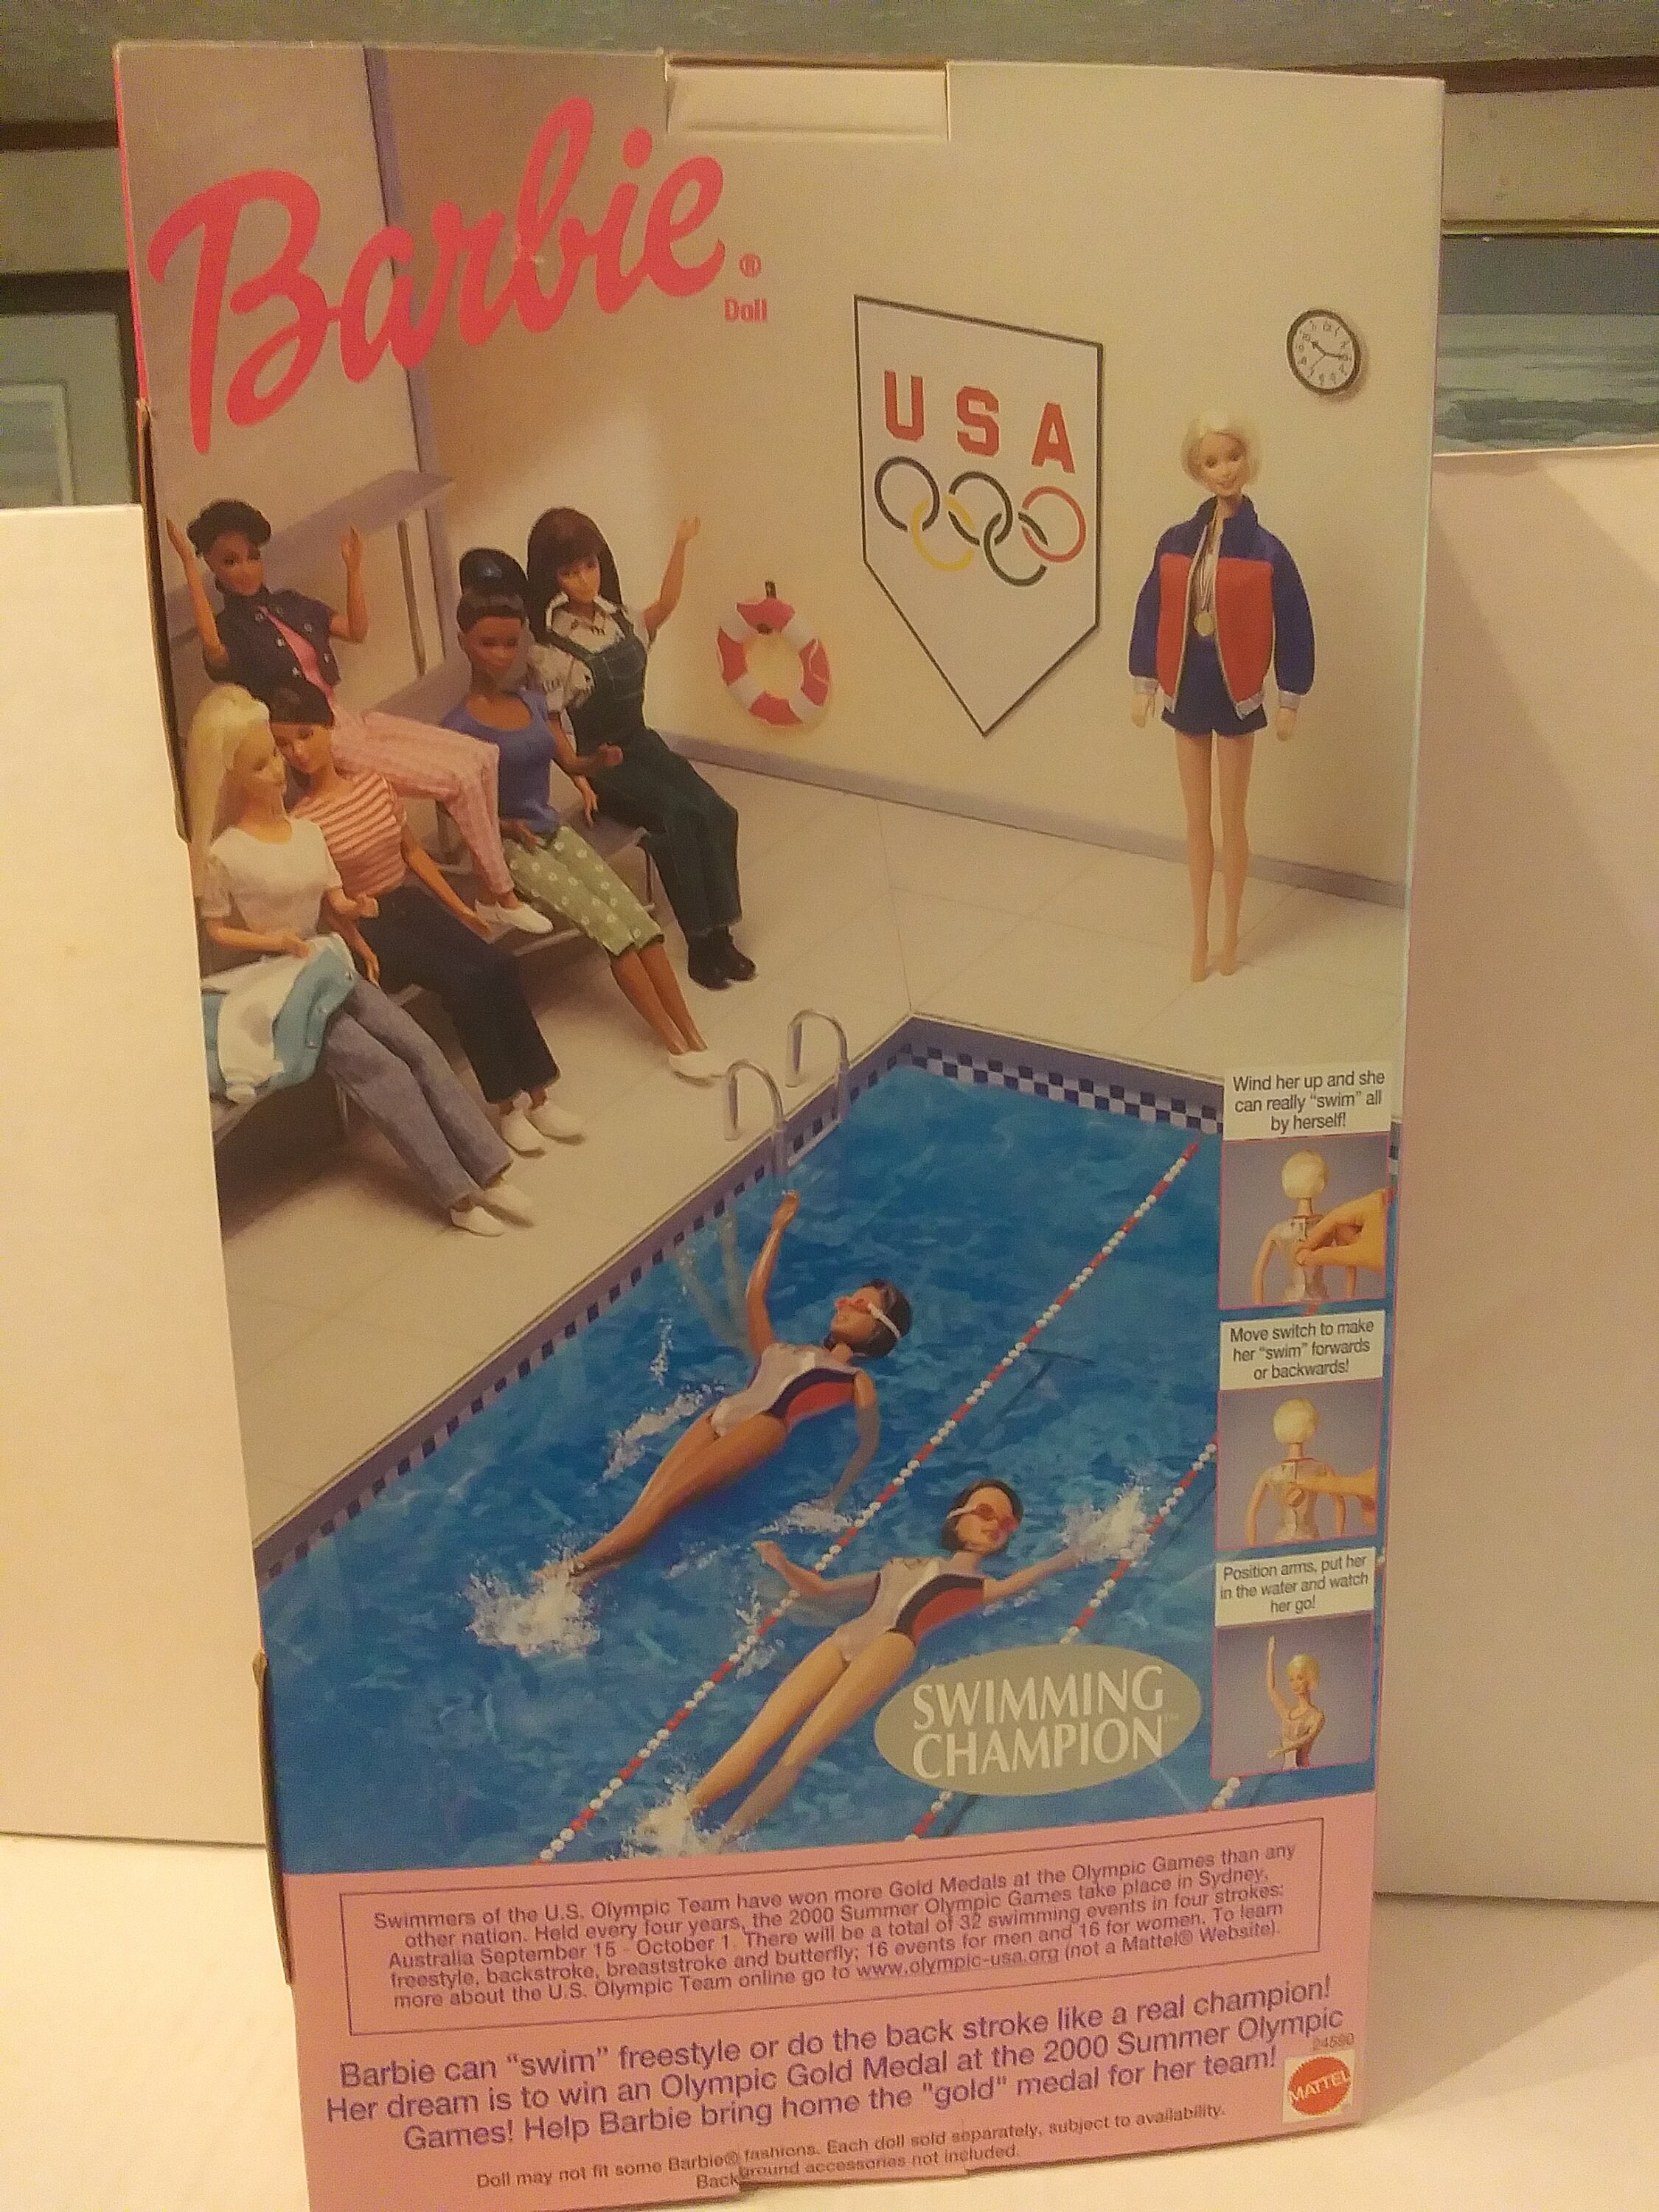 Barbie®
Doll
USA
Wind her up and she
can really "swim" all
by herself!
Move switch to make
her "swim" forwards
or backwards!
Position arms, put her
in the water and watch
her go!
SWIMMING
CHAMPION™
Swimmers of the U.S. Olympic Team have won more Gold Medals at the Olympic Games than any
other nation. Held every four years, the 2000 Summer Olympic Games take place in Sydney,
Australia September 15 - October 1. There will be a total of 32 swimming events in four strokes:
freestyle, backstroke, breaststroke and butterfly; 16 events for men and 16 for women. To learn
more about the U.S. Olympic Team online go to www.olympic-usa.org (not a Mattel® Website).
Barbie can "swim" freestyle or do the back stroke like a real champion!
Her dream is to win an Olympic Gold Medal at the 2000 Summer Olympic
Games! Help Barbie bring home the "gold" medal for her team!
24590
MATTEL
Doll may not fit some Barbie® fashions. Each doll sold separately, subject to availability.
Background accessories not included.